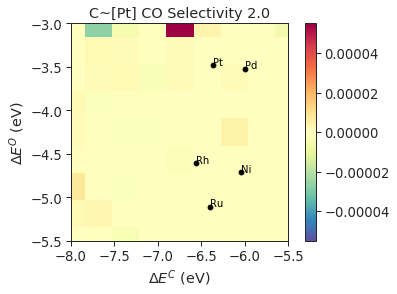 C~[Pt] CO Selectivity 2.0
−3.0
−3.5
−4.0
−4.5
−5.0
−5.5
ΔE^O (eV)
Pt
Pd
Rh
Ni
Ru
−8.0 −7.5 −7.0 −6.5 −6.0 −5.5
ΔE^C (eV)
0.00004
0.00002
0.00000
−0.00002
−0.00004